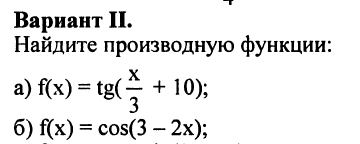 Вариант II.
Найдите производную функции:
а) f(x) = tg(x/3 + 10);
б) f(x) = cos(3 – 2x);